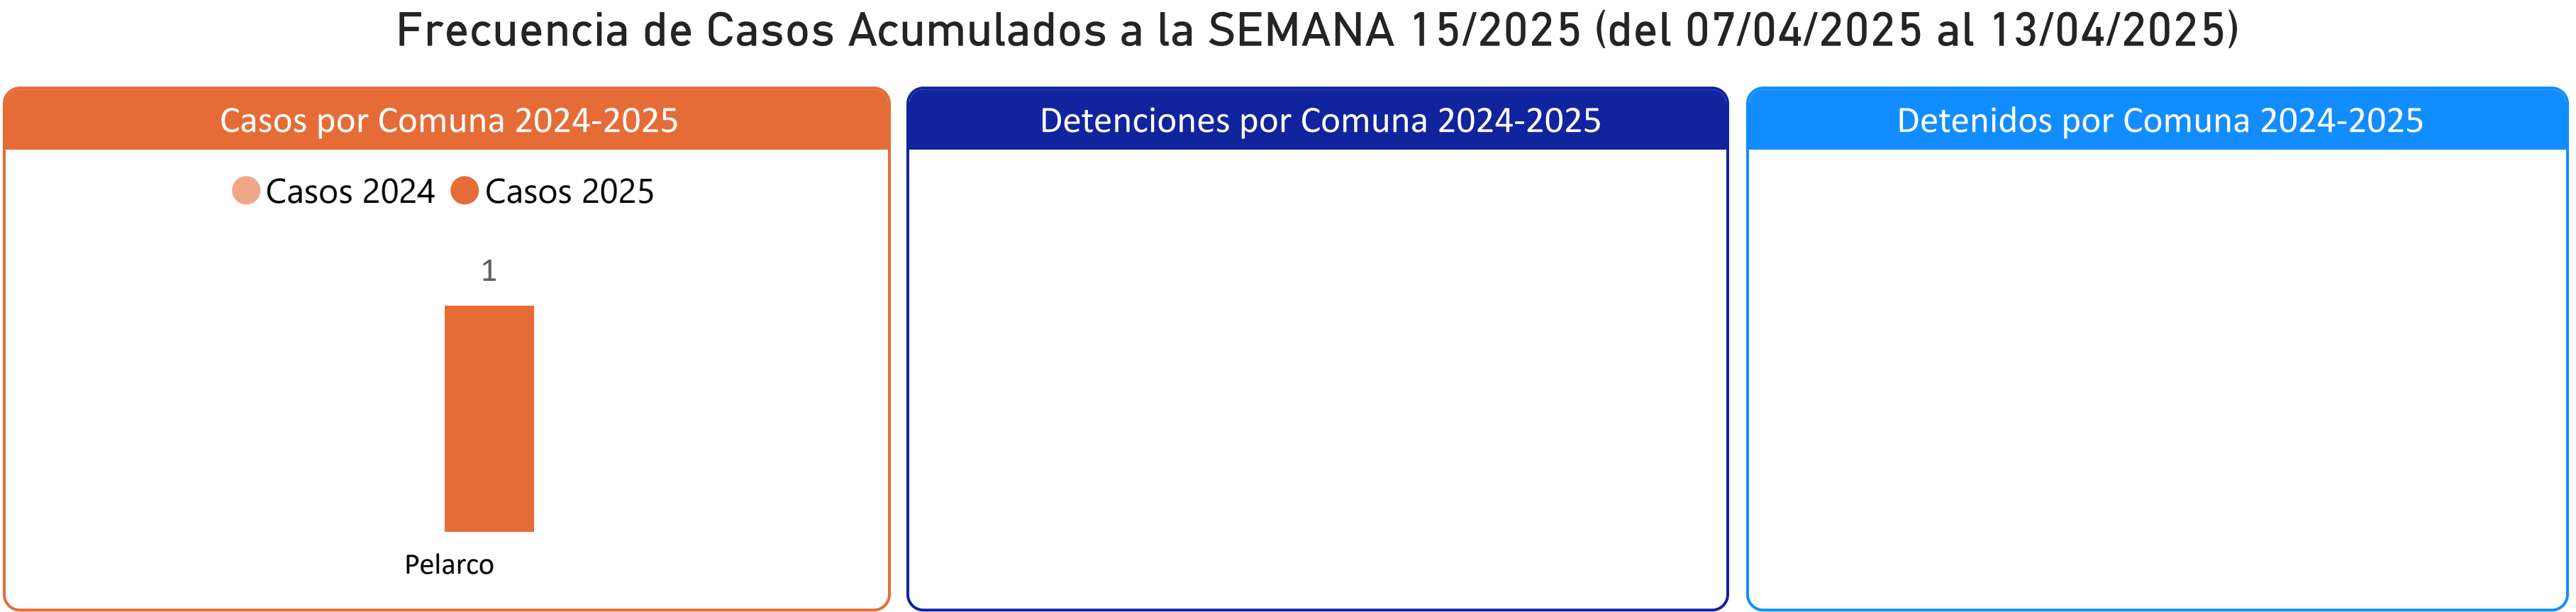 Frecuencia de Casos Acumulados a la SEMANA 15/2025 (del 07/04/2025 al 13/04/2025)
Casos por Comuna 2024-2025
Casos 2024 Casos 2025
1
Pelarco
Detenciones por Comuna 2024-2025
Detenidos por Comuna 2024-2025